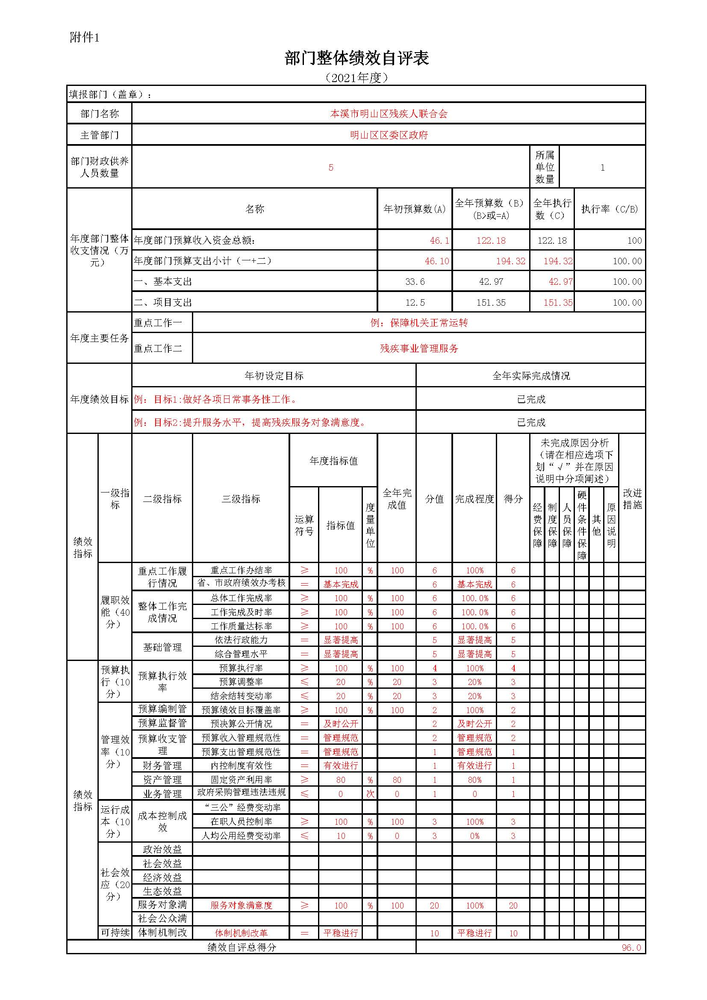 附件1
部门整体绩效自评表
（2021年度）
填报部门（盖章）：
部门名称 本溪市明山区残疾人联合会
主管部门 明山区区委区政府
部门财政供养人员数量 5 所属单位数量 1
年度部门整体收支情况（万元） 名称 年初预算数(A) 全年预算数（B）(B>或=A) 全年执行数（C） 执行率（C/B）
年度部门预算收入资金总额： 46.1 122.18 122.18 100
年度部门预算支出小计（一+二） 46.10 194.32 194.32 100.00
一、基本支出 33.6 42.97 42.97 100.00
二、项目支出 12.5 151.35 151.35 100.00
年度主要任务 重点工作一 例：保障机关正常运转
重点工作二 残疾事业管理服务
年度绩效目标 年初设定目标 全年实际完成情况
例：目标1:做好各项日常事务性工作。 已完成
例：目标2:提升服务水平，提高残疾服务对象满意度。 已完成
绩效指标 一级指标 二级指标 三级指标 年度指标值 全年完成值 分值 完成程度 得分 未完成原因分析（请在相应选项下划“√”并在原因说明中分项阐述） 改进措施
运算符号 指标值 度量单位 经费保障 制度保障 人员保障 硬件条件保障 其他 原因说明
履职效能（40分） 重点工作履行情况 重点工作办结率 ≥ 100 % 100 6 100% 6
省、市政府绩效办考核 = 基本完成 6 基本完成 6
整体工作完成情况 总体工作完成率 ≥ 100 % 100 6 100.0% 6
工作完成及时率 ≥ 100 % 100 6 100.0% 6
工作质量达标率 ≥ 100 % 100 6 100.0% 6
基础管理 依法行政能力 = 显著提高 5 显著提高 5
综合管理水平 = 显著提高 5 显著提高 5
绩效指标 预算执行（10分） 预算执行效率 预算执行率 ≥ 100 % 100 4 100% 4
预算调整率 ≤ 20 % 20 3 20% 3
结余结转变动率 ≤ 20 % 20 3 20% 3
管理效率（10分） 预算编制管 预算绩效目标覆盖率 ≥ 100 % 100 2 100% 2
预算监督管 预决算公开情况 = 及时公开 2 及时公开 2
预算收支管理 预算收入管理规范性 = 管理规范 2 管理规范 2
预算支出管理规范性 = 管理规范 1 管理规范 1
财务管理 内控制度有效性 = 有效进行 1 有效进行 1
资产管理 固定资产利用率 ≥ 80 % 80 1 80% 1
业务管理 政府采购管理违法违规 ≤ 0 次 0 1 0 1
运行成本（10分） 成本控制成效 “三公”经费变动率
在职人员控制率 ≥ 100 % 100 3 100% 3
人均公用经费变动率 ≤ 10 % 0 3 0% 3
社会效应（20分） 政治效益
社会效益
经济效益
生态效益
服务对象满 服务对象满意度 ≥ 100 % 100 20 100% 20
社会公众满
可持续 体制机制改 体制机制改革 = 平稳进行 10 平稳进行 10
绩效自评总得分 96.0